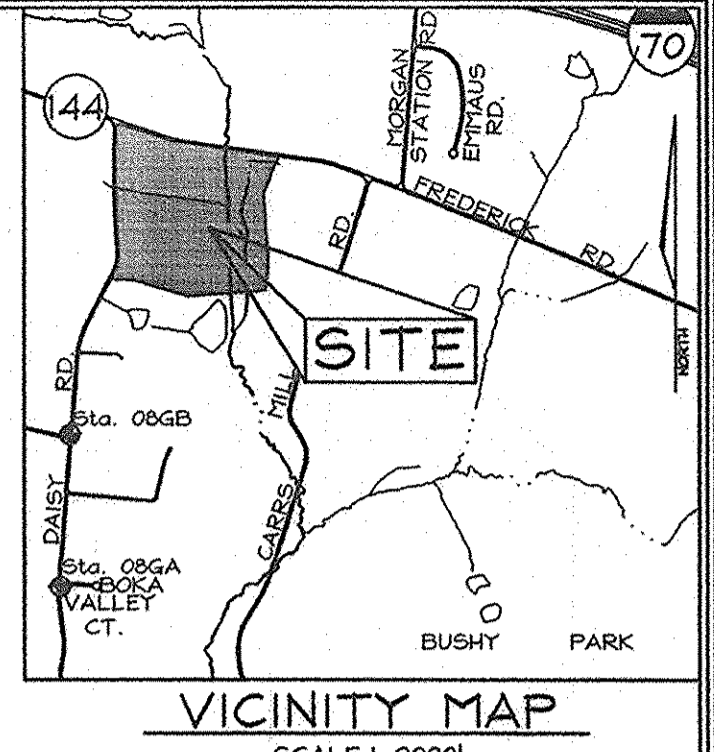 70
144
MORGAN
STATION RD
EMMAUS
RD.
FREDERICK
RD.
RD.
NORTH
SITE
MILL
RD.
Sta. 08GB
DAISY
CARRS
Sta. 08GA
BOKA
VALLEY
CT.
BUSHY PARK
VICINITY MAP